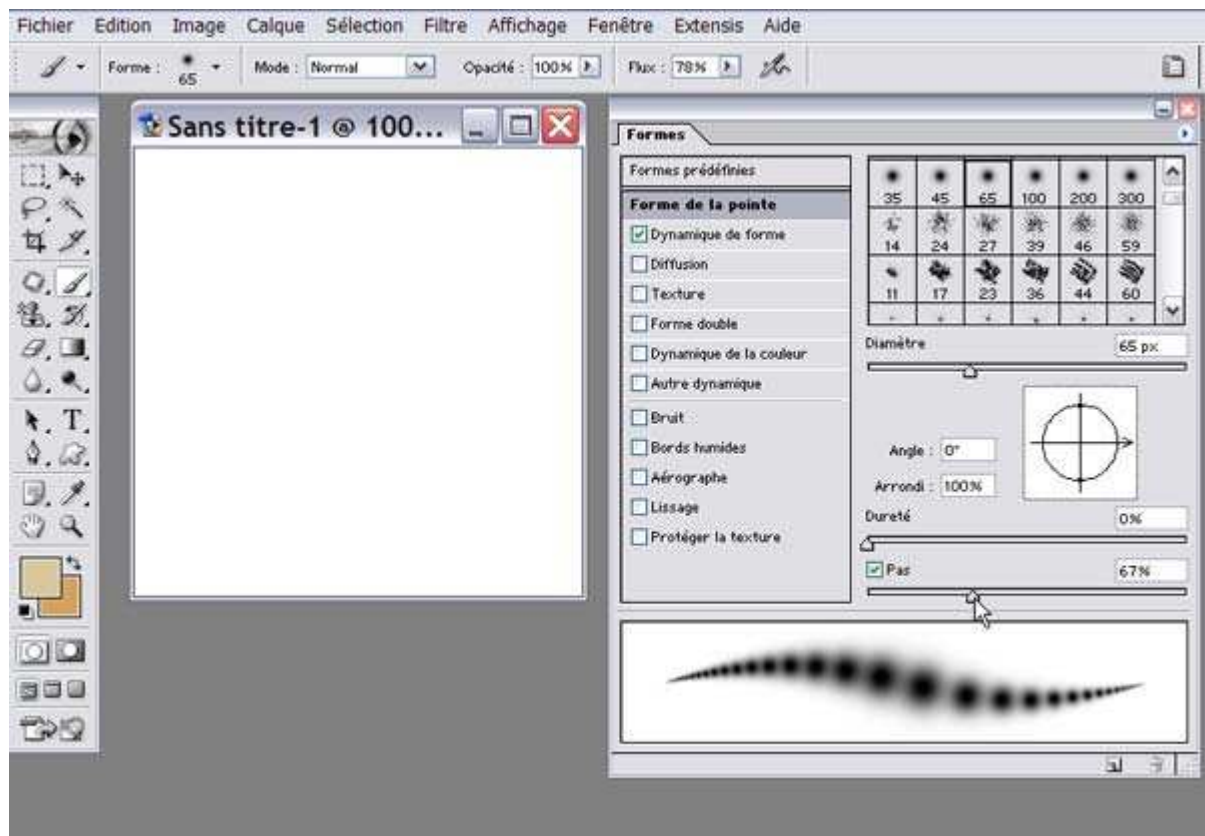 Fichier Edition Image Calque Sélection Filtre Affichage Fenêtre Extensis Aide
Forme : 65 Mode : Normal Opacité : 100% Flux : 78%
Sans titre-1 @ 100...
Formes
Formes prédéfinies
Forme de la pointe
Dynamique de forme
Diffusion
Texture
Forme double
Dynamique de la couleur
Autre dynamique
Bruit
Bords humides
Aérographe
Lissage
Protéger la texture
35 45 65 100 200 300
14 24 27 39 46 59
11 17 23 36 44 60
Diamètre 65 px
Angle : 0°
Arrondi : 100%
Dureté 0%
Pas 67%
T